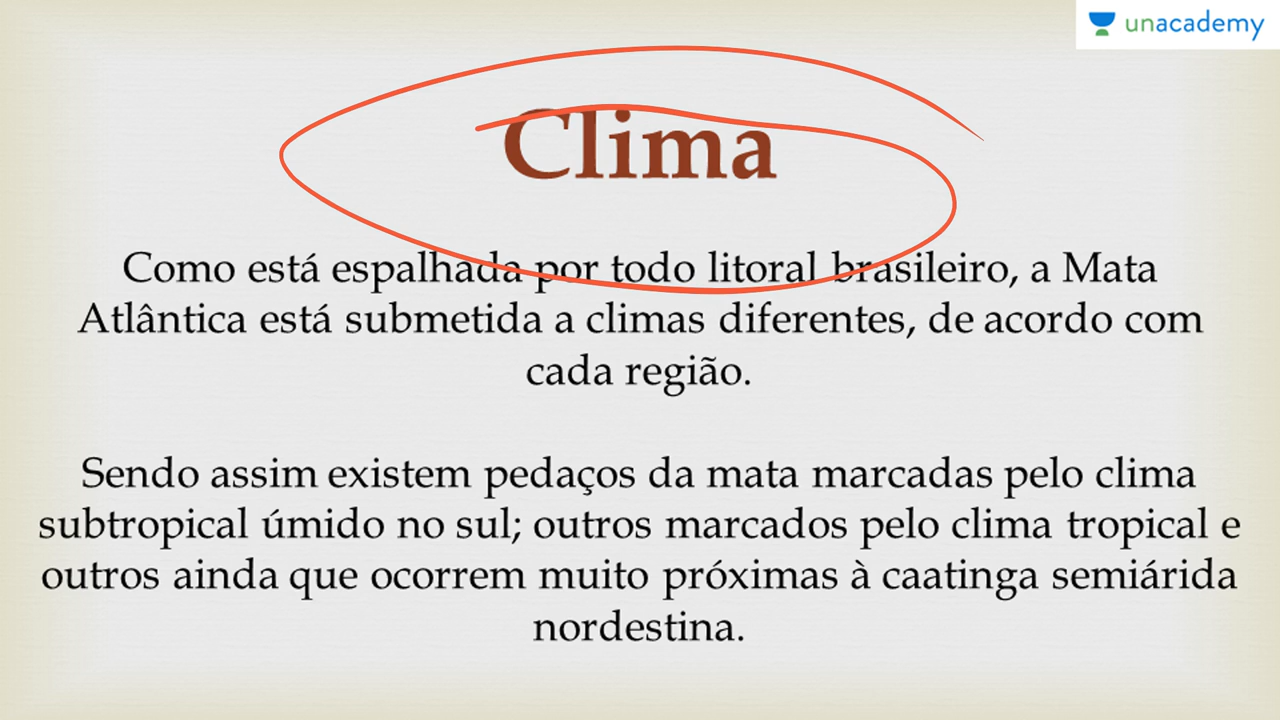 unacademy
Clima
Como está espalhada por todo litoral brasileiro, a Mata
Atlântica está submetida a climas diferentes, de acordo com
cada região.
Sendo assim existem pedaços da mata marcadas pelo clima
subtropical úmido no sul; outros marcados pelo clima tropical e
outros ainda que ocorrem muito próximas à caatinga semiárida
nordestina.